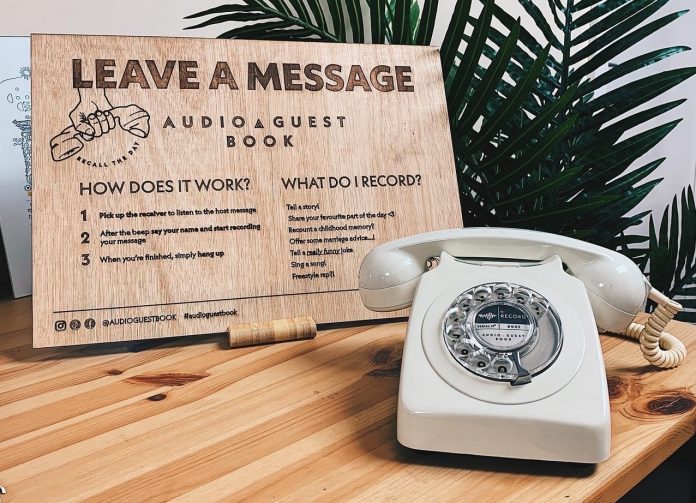 LEAVE A MESSAGE
AUDIO GUEST
BOOK
RECALL THE DAY
HOW DOES IT WORK?
1 Pick up the receiver to listen to the host message
2 After the beep say your name and start recording
your message
3 When you're finished, simply hang up
WHAT DO I RECORD?
Tell a story!
Share your favourite part of the day <3
Recount a childhood memory?
Offer some marriage advice...!
Tell a really funny joke
Sing a song!
Freestyle rap?!
@AUDIOGUESTBOOK #audioguestbook
RECORD
SERIAL Nº
AUDIO GUEST
BOOK